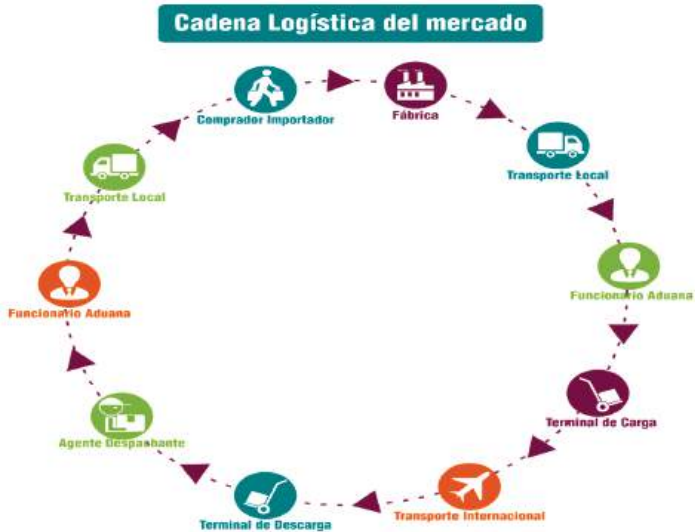 Cadena Logística del mercado
Comprador Importador
Fábrica
Transporte Local
Funcionario Aduana
Terminal de Carga
Transporte Internacional
Terminal de Descarga
Agente Despashante
Funcionario Aduana
Transporte Local